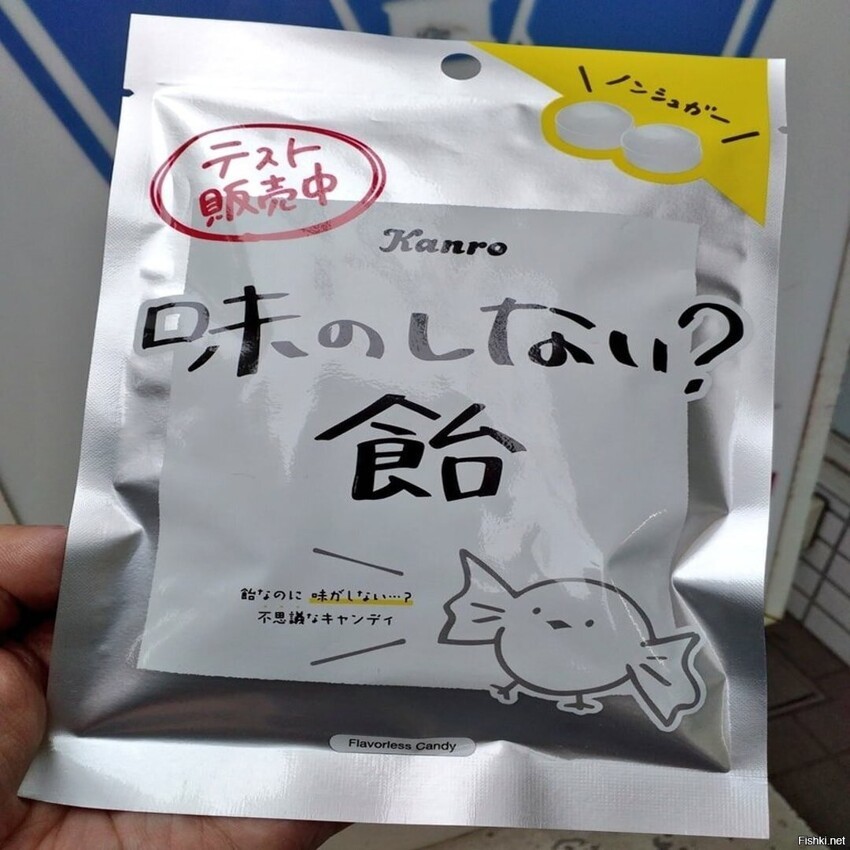 ノンシュガー
テスト
販売中
Kanro
味のしない?
飴
飴なのに 味がしない…?
不思議なキャンディ
Flavorless Candy
Fishki.net